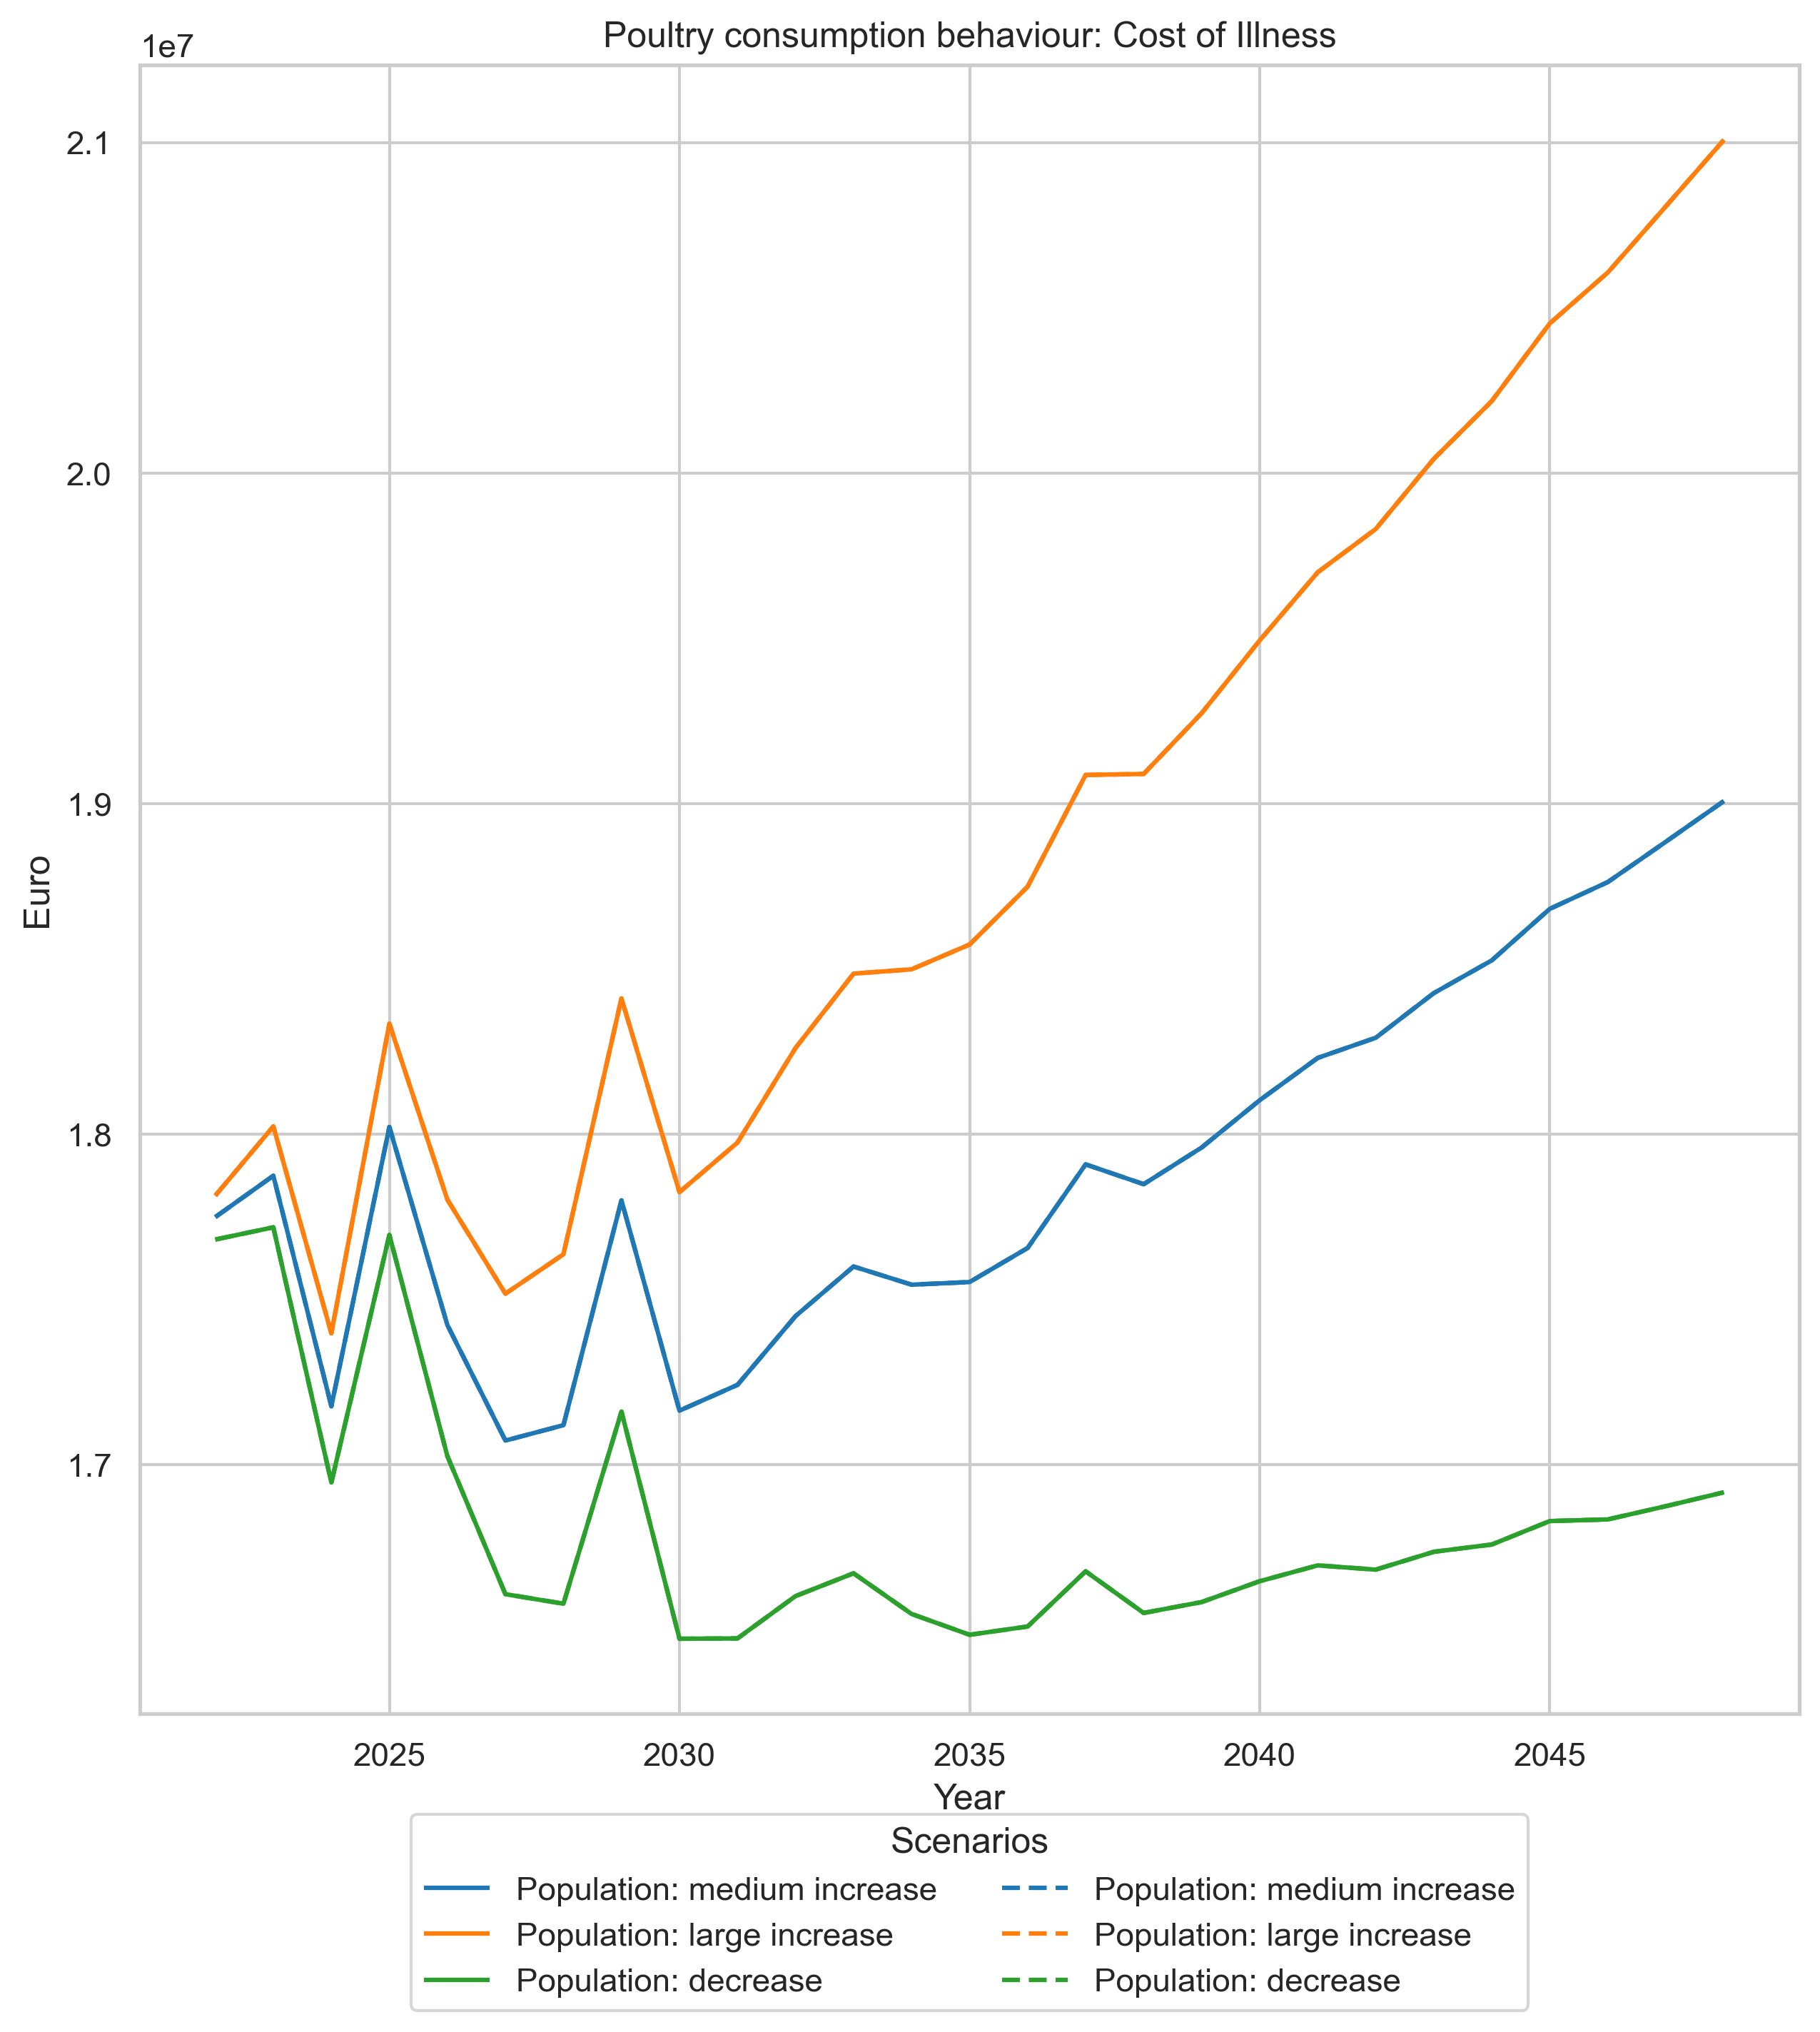 Poultry consumption behaviour: Cost of Illness
1e7
2.1
2.0
1.9
1.8
1.7
Euro
2025 2030 2035 2040 2045
Year
Scenarios
Population: medium increase Population: medium increase
Population: large increase Population: large increase
Population: decrease Population: decrease